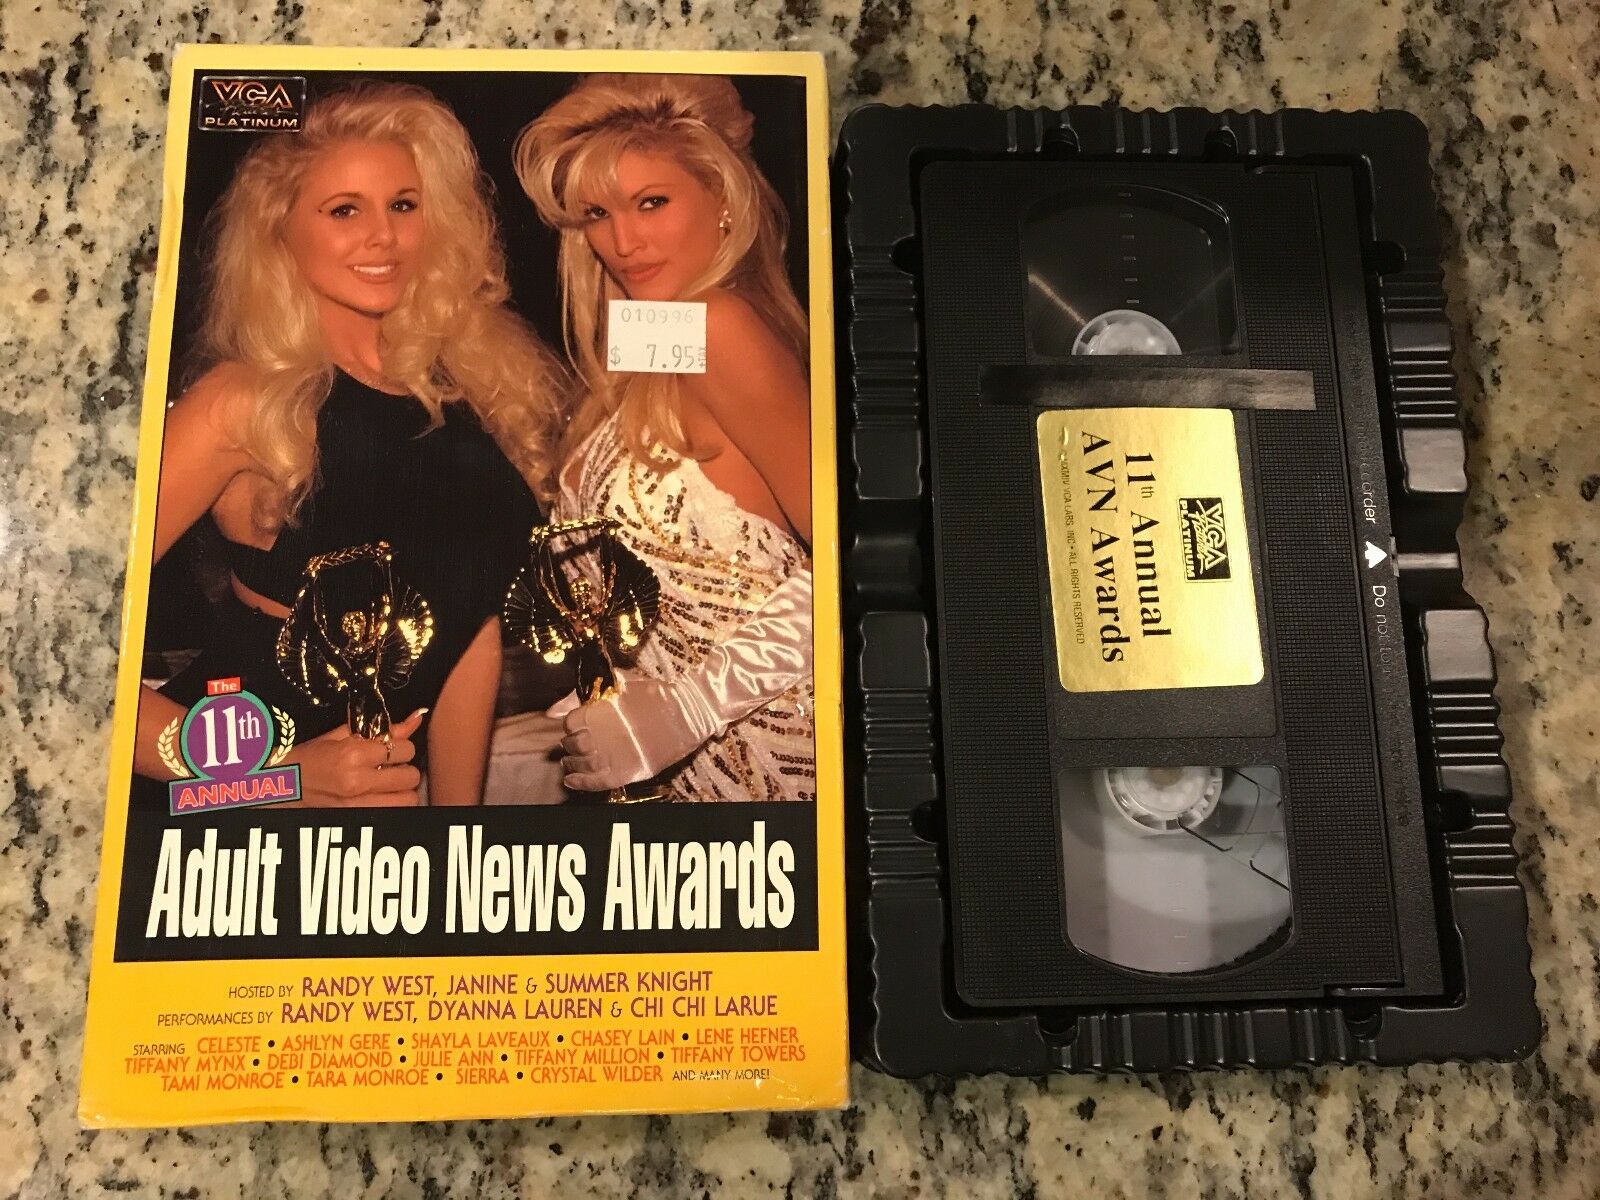 VCA
PLATINUM
010996
$ 7.95
The
11th
ANNUAL
Adult Video News Awards
HOSTED BY RANDY WEST, JANINE & SUMMER KNIGHT
PERFORMANCES BY RANDY WEST, DYANNA LAUREN & CHI CHI LARUE
STARRING CELESTE • ASHLYN GERE • SHAYLA LAVEAUX • CHASEY LAIN • LENE HEFNER
TIFFANY MYNX • DEBI DIAMOND • JULIE ANN • TIFFANY MILLION • TIFFANY TOWERS
TAMI MONROE • TARA MONROE • SIERRA • CRYSTAL WILDER AND MANY MORE!
VCA
Platinum
PLATINUM
11th Annual
AVN Awards
VCA LABS, INC • ALL RIGHTS RESERVED
Do not